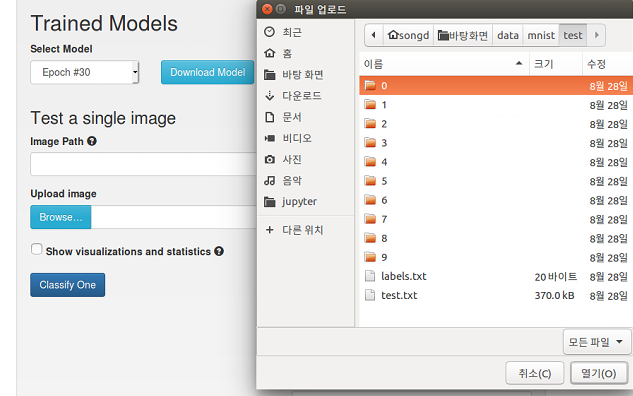 Trained Models
Select Model
Epoch #30
Download Model
Test a single image
Image Path
Upload image
Browse...
Show visualizations and statistics
Classify One
파일 업로드
최근
홈
바탕 화면
다운로드
문서
비디오
사진
음악
jupyter
다른 위치
songd 바탕화면 data mnist test
이름 크기 수정
0 8월 28일
1 8월 28일
2 8월 28일
3 8월 28일
4 8월 28일
5 8월 28일
6 8월 28일
7 8월 28일
8 8월 28일
9 8월 28일
labels.txt 20 바이트 8월 28일
test.txt 370.0 kB 8월 28일
모든 파일
취소(C) 열기(O)